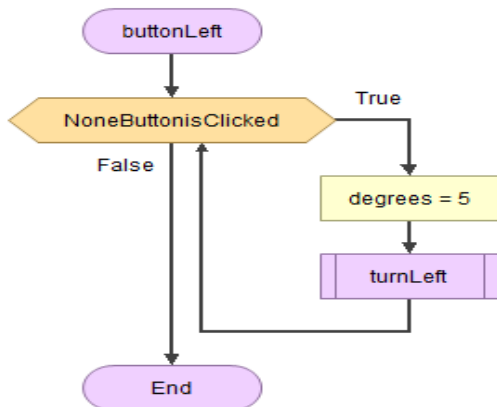 buttonLeft
NoneButtonisClicked
True
False
degrees = 5
turnLeft
End